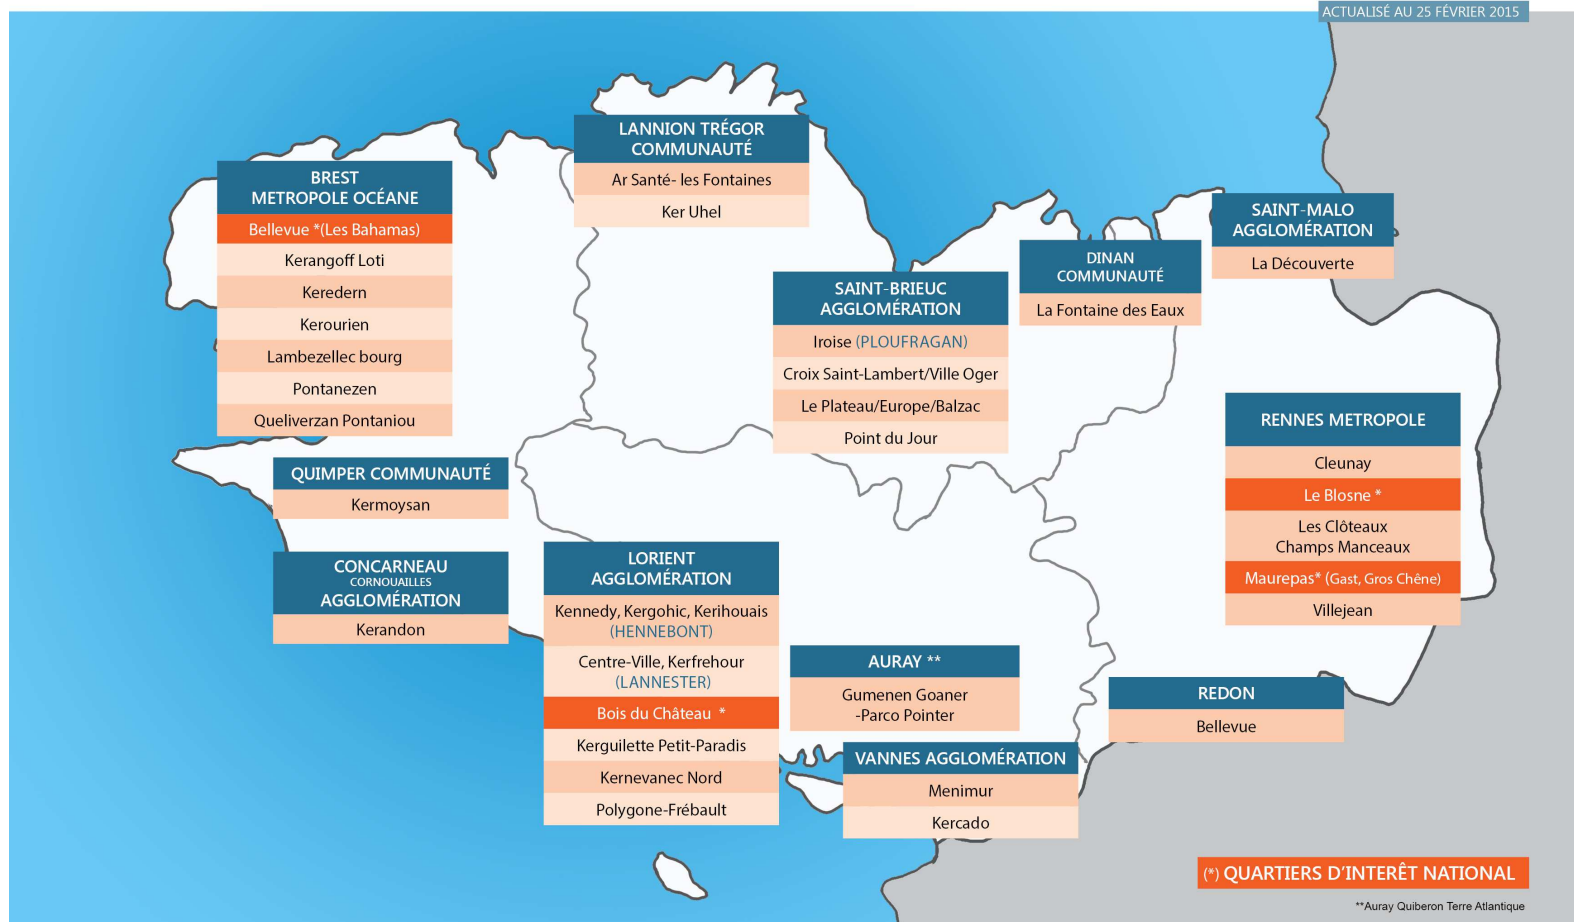 ACTUALISÉ AU 25 FÉVRIER 2015
LANNION TRÉGOR
COMMUNAUTÉ
Ar Santé- les Fontaines
Ker Uhel
BREST
METROPOLE OCÉANE
Bellevue *(Les Bahamas)
Kerangoff Loti
Keredern
Kerourien
Lambezellec bourg
Pontanezen
Queliverzan Pontaniou
SAINT-MALO
AGGLOMÉRATION
La Découverte
DINAN
COMMUNAUTÉ
La Fontaine des Eaux
SAINT-BRIEUC
AGGLOMÉRATION
Iroise (PLOUFRAGAN)
Croix Saint-Lambert/Ville Oger
Le Plateau/Europe/Balzac
Point du Jour
RENNES METROPOLE
Cleunay
Le Blosne *
Les Clôteaux
Champs Manceaux
Maurepas* (Gast, Gros Chêne)
Villejean
QUIMPER COMMUNAUTÉ
Kermoysan
CONCARNEAU
CORNOUAILLES
AGGLOMÉRATION
Kerandon
LORIENT
AGGLOMÉRATION
Kennedy, Kergohic, Kerihouais
(HENNEBONT)
Centre-Ville, Kerfrehour
(LANNESTER)
Bois du Château *
Kerguilette Petit-Paradis
Kernevanec Nord
Polygone-Frébault
AURAY **
Gumenen Goaner
-Parco Pointer
REDON
Bellevue
VANNES AGGLOMÉRATION
Menimur
Kercado
(*) QUARTIERS D'INTERÊT NATIONAL
**Auray Quiberon Terre Atlantique